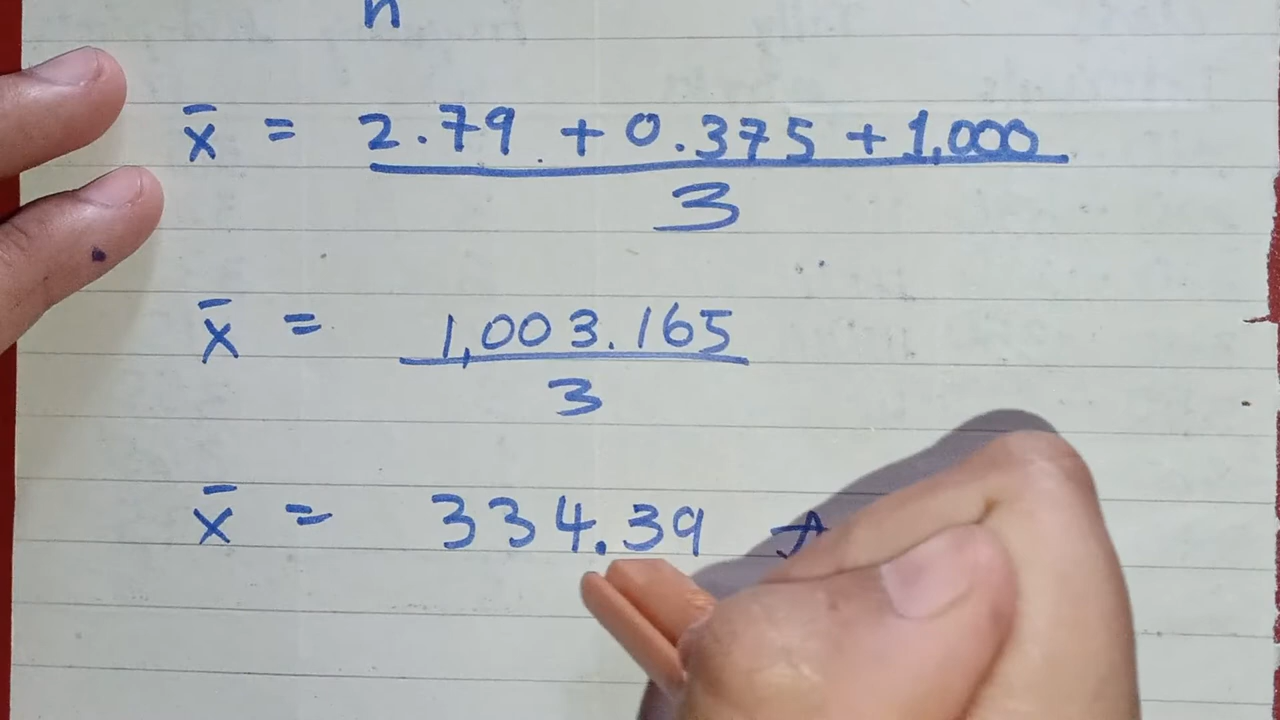 n
x̄ = 2.79 + 0.375 + 1,000
3
x̄ = 1,003.165
3
x̄ = 334.39